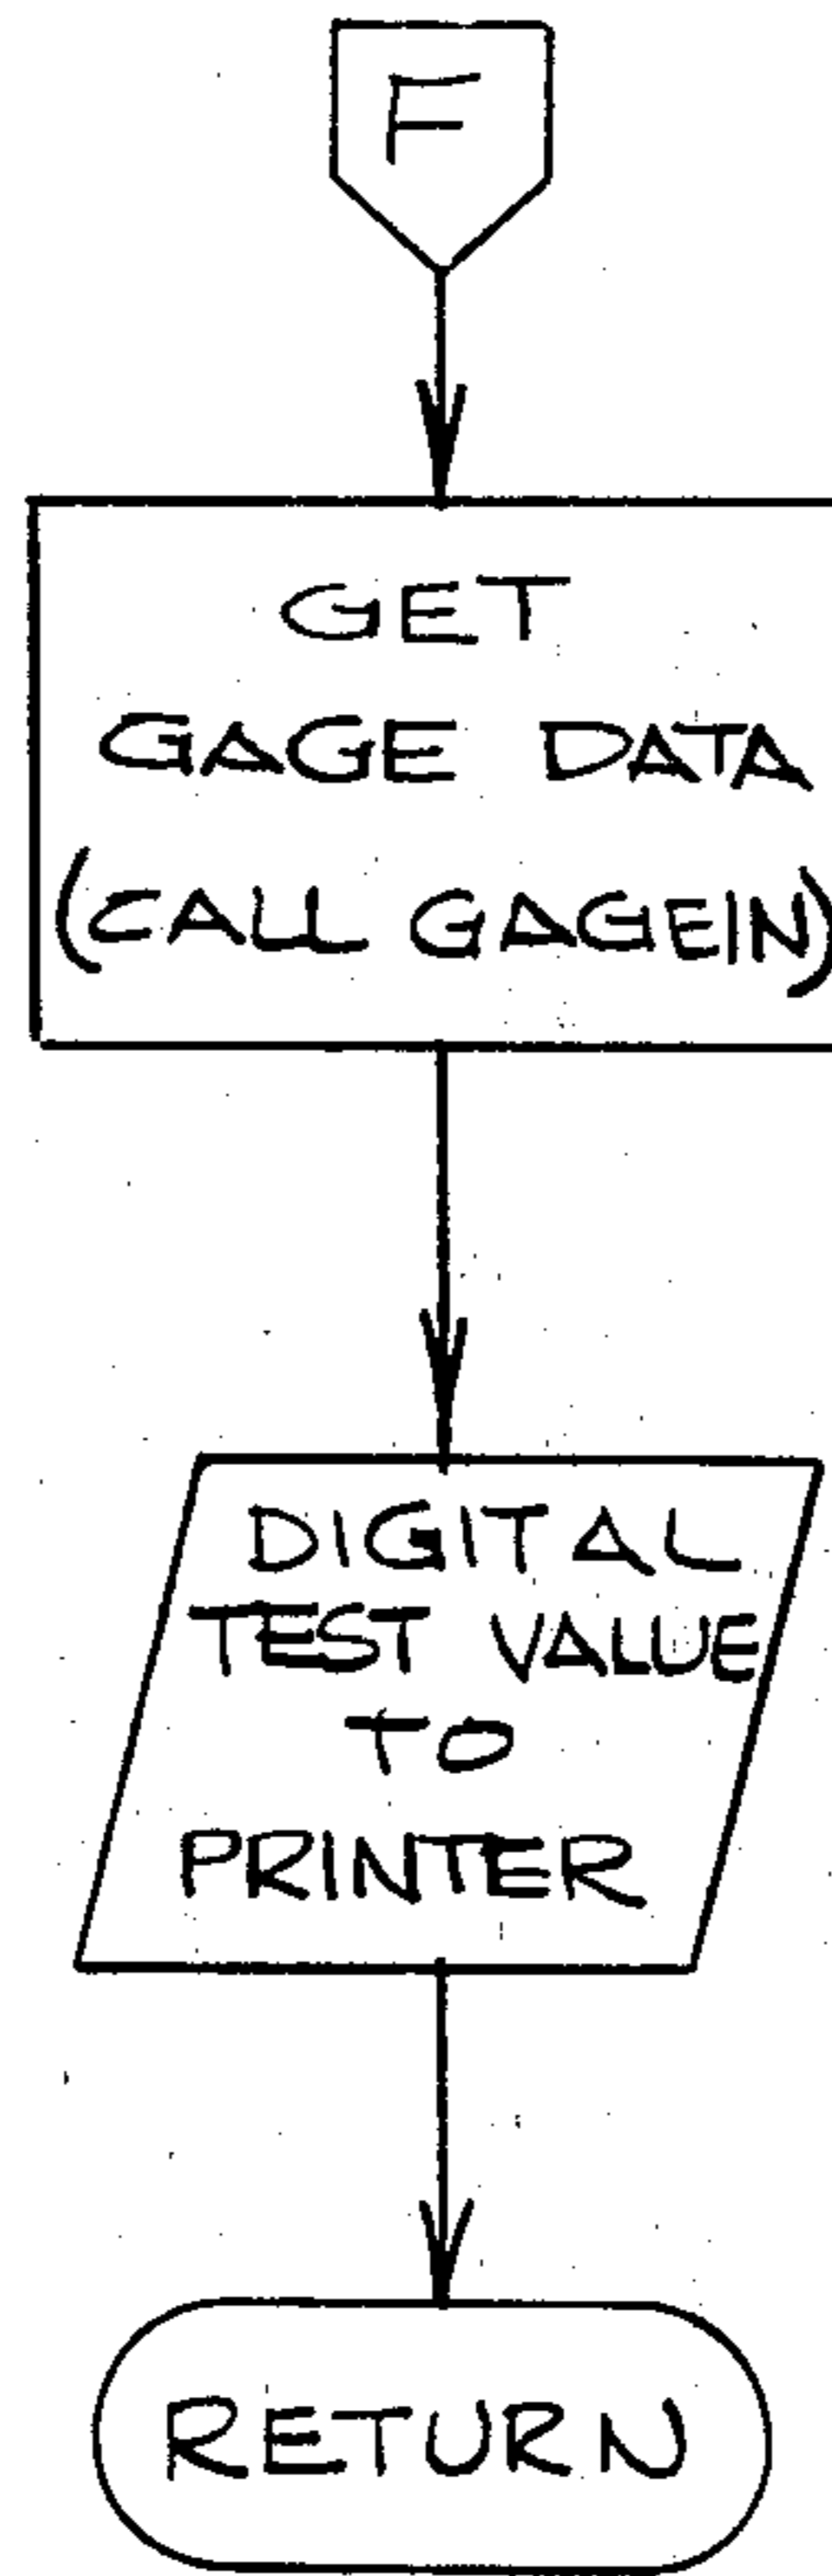 F
GET
GAGE DATA
(CALL GAGEIN)
DIGITAL
TEST VALUE
TO
PRINTER
RETURN